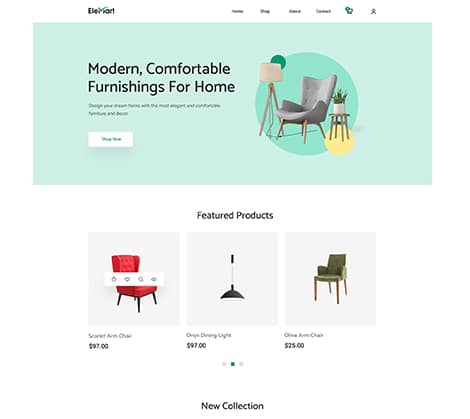 EleMart
Home Shop About Contact
Modern, Comfortable
Furnishings For Home
Design your dream home with the most elegant and comfortable
furniture and decor.
Shop Now
Featured Products
Scarlet Arm Chair
$97.00
Onyx Dining Light
$97.00
Olive Arm Chair
$25.00
New Collection